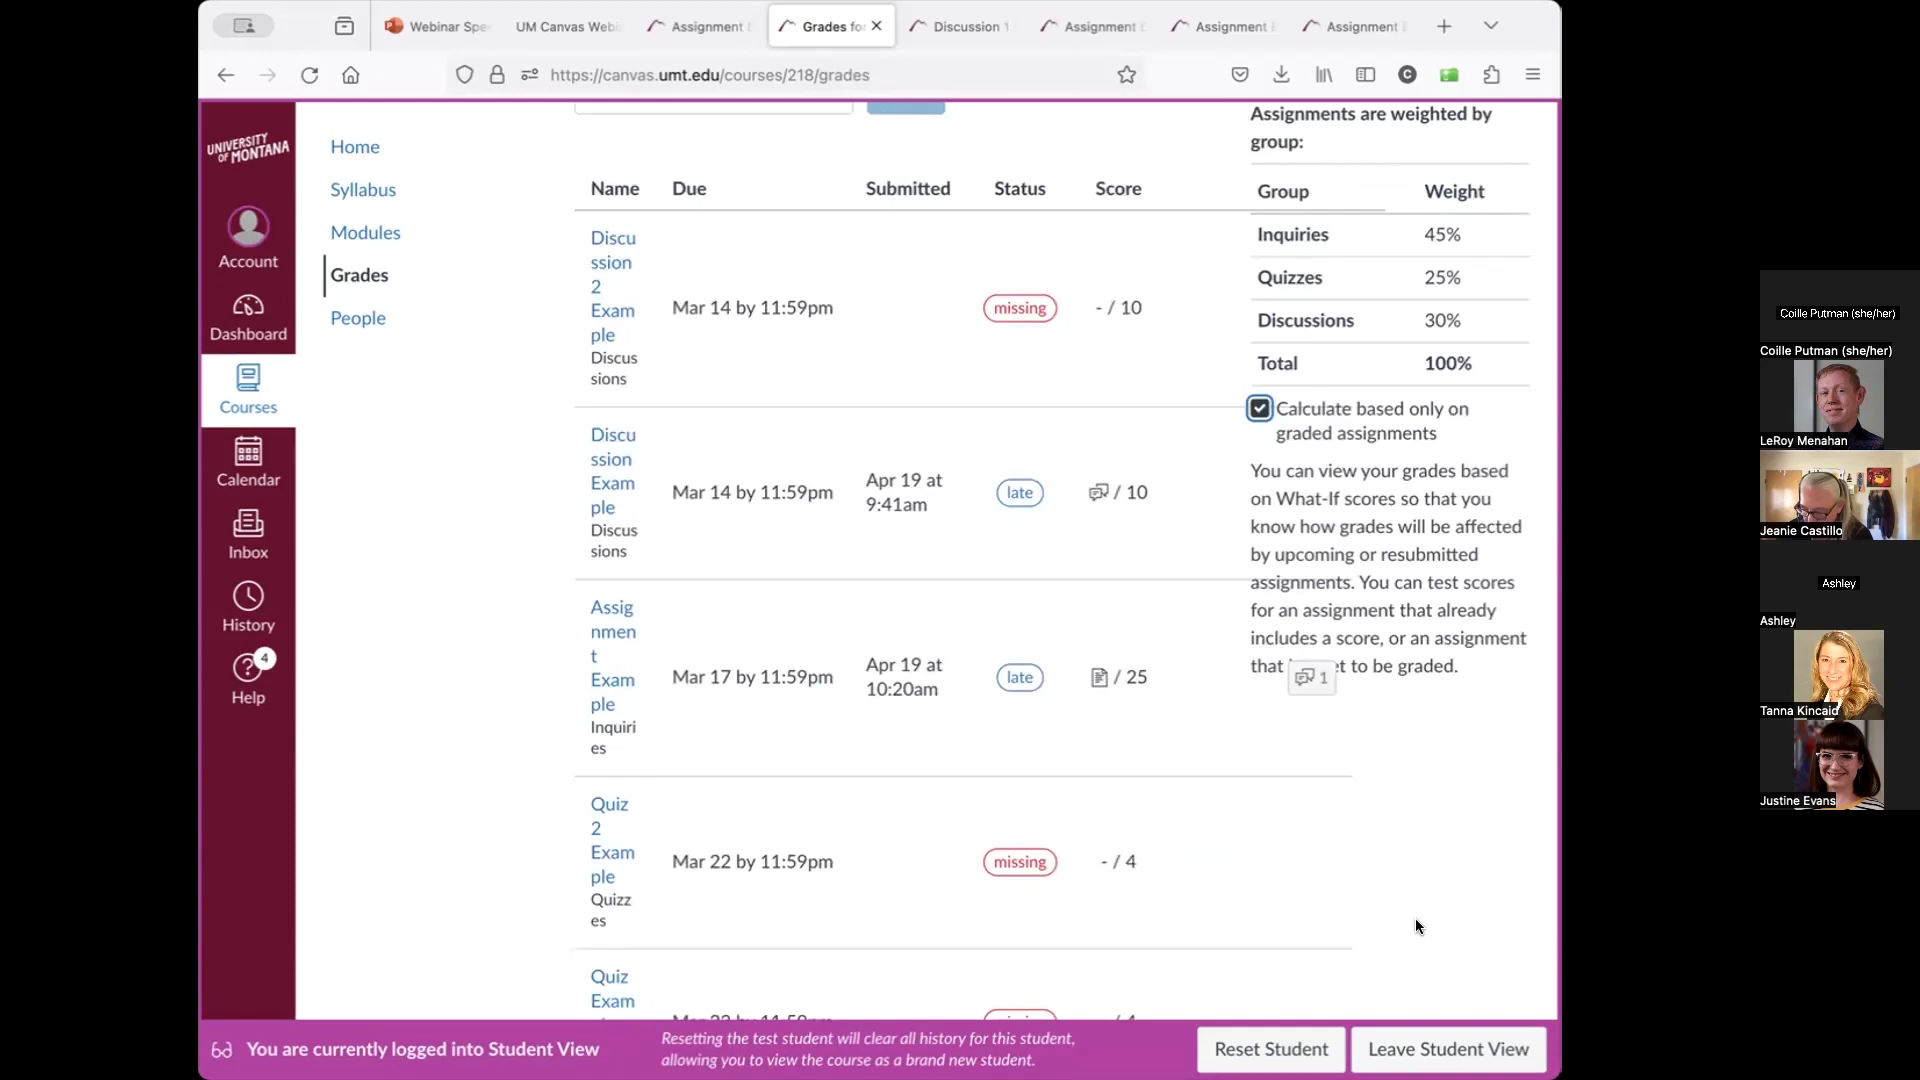 Webinar Spe
UM Canvas Webi
Assignment
Grades for
Discussion 1
Assignment
Assignment
Assignment
https://canvas.umt.edu/courses/218/grades
UNIVERSITY
OF MONTANA
Account
Dashboard
Courses
Calendar
Inbox
History
4
Help
Home
Syllabus
Modules
Grades
People
Name Due Submitted Status Score
Discu
ssion
2
Exam
ple
Discus
sions
Mar 14 by 11:59pm
missing
- / 10
Discu
ssion
Exam
ple
Discus
sions
Mar 14 by 11:59pm
Apr 19 at
9:41am
late
/ 10
Assig
nmen
t
Exam
ple
Inquiri
es
Mar 17 by 11:59pm
Apr 19 at
10:20am
late
/ 25
1
Quiz
2
Exam
ple
Quizz
es
Mar 22 by 11:59pm
missing
- / 4
Quiz
Exam
Assignments are weighted by
group:
Group Weight
Inquiries 45%
Quizzes 25%
Discussions 30%
Total 100%
Calculate based only on
graded assignments
You can view your grades based
on What-If scores so that you
know how grades will be affected
by upcoming or resubmitted
assignments. You can test scores
for an assignment that already
includes a score, or an assignment
that to be graded.
You are currently logged into Student View
Resetting the test student will clear all history for this student,
allowing you to view the course as a brand new student.
Reset Student
Leave Student View
Coille Putman (she/her)
Coille Putman (she/her)
LeRoy Menahan
Jeanie Castillo
Ashley
Ashley
Tanna Kincaid
Justine Evans